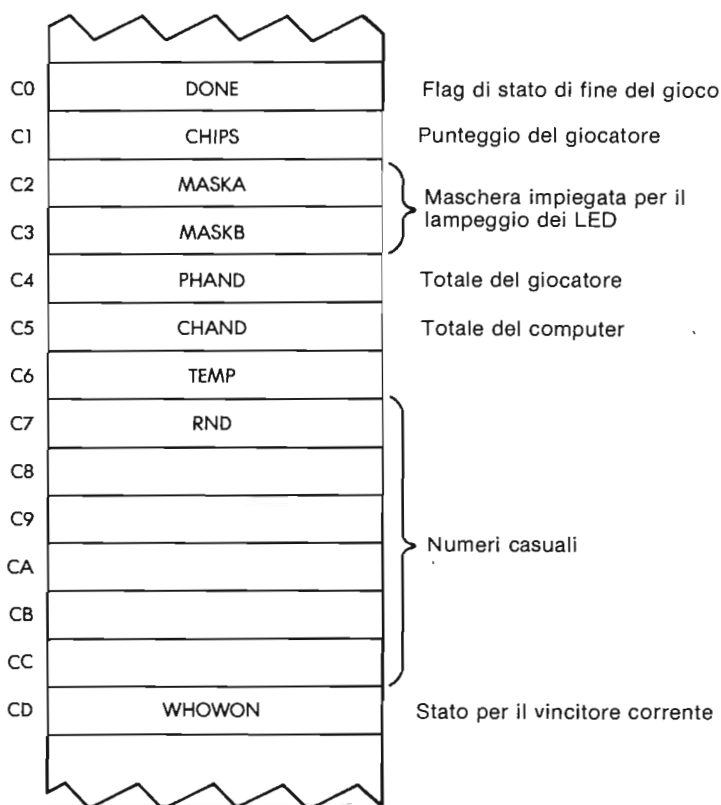 C0 DONE Flag di stato di fine del gioco
C1 CHIPS Punteggio del giocatore
C2 MASKA
Maschera impiegata per il
lampeggio dei LED
C3 MASKB
C4 PHAND Totale del giocatore
C5 CHAND Totale del computer
C6 TEMP
C7 RND
C8
C9
Numeri casuali
CA
CB
CC
CD WHOWON Stato per il vincitore corrente